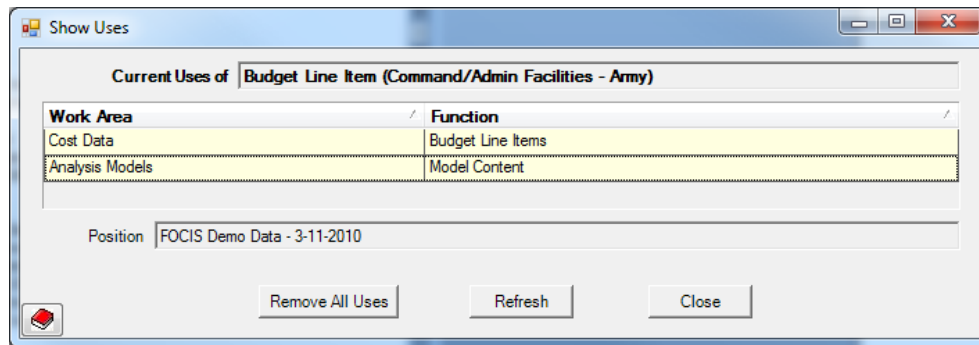 Show Uses
Current Uses of Budget Line Item (Command/Admin Facilities - Army)
Work Area Function
Cost Data Budget Line Items
Analysis Models Model Content
Position FOCIS Demo Data - 3-11-2010
Remove All Uses Refresh Close